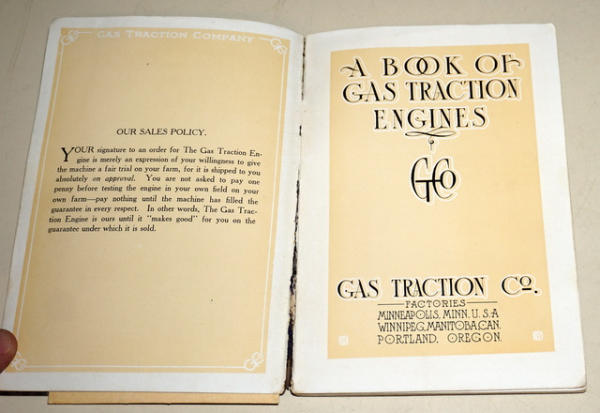 GAS TRACTION COMPANY
OUR SALES POLICY.
YOUR signature to an order for The Gas Traction En-
gine is merely an expression of your willingness to give
the machine a fair trial on your farm, for it is shipped to you
absolutely on approval. You are not asked to pay one
penny before testing the engine in your own field on your
own farm—pay nothing until the machine has filled the
guarantee in every respect. In other words, The Gas Trac-
tion Engine is ours until it "makes good" for you on the
guarantee under which it is sold.
A BOOK OF
GAS TRACTION
ENGINES
GTCo
GAS TRACTION Co.
FACTORIES
MINNEAPOLIS, MINN. U.S.A
WINNIPEG, MANITOBA, CAN.
PORTLAND, OREGON.